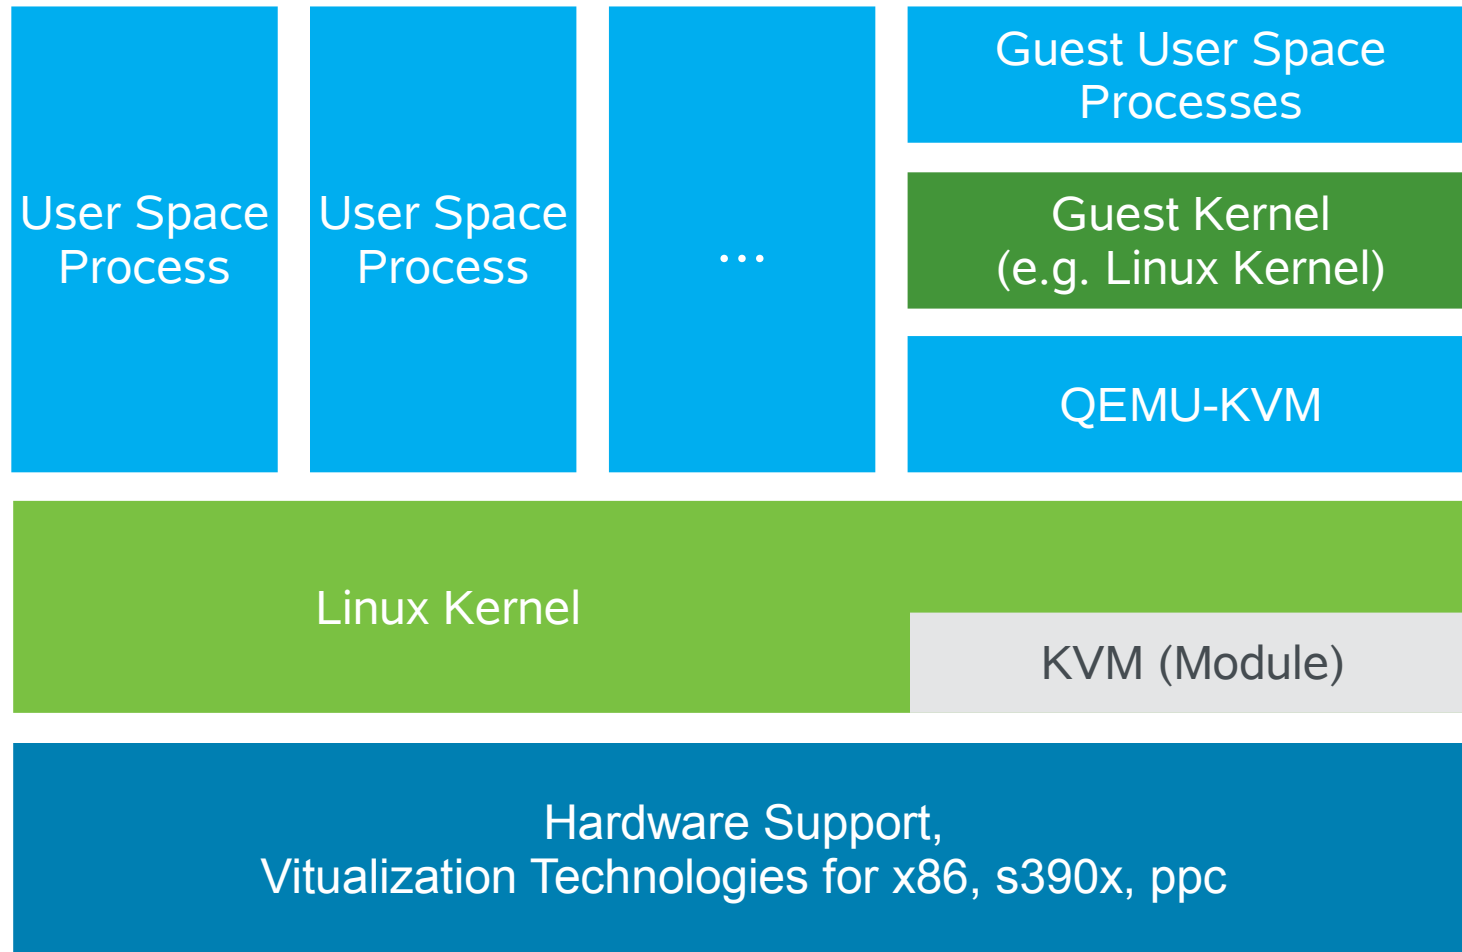 User Space
Process
User Space
Process
...
Guest User Space
Processes
Guest Kernel
(e.g. Linux Kernel)
QEMU-KVM
Linux Kernel
KVM (Module)
Hardware Support,
Vitualization Technologies for x86, s390x, ppc